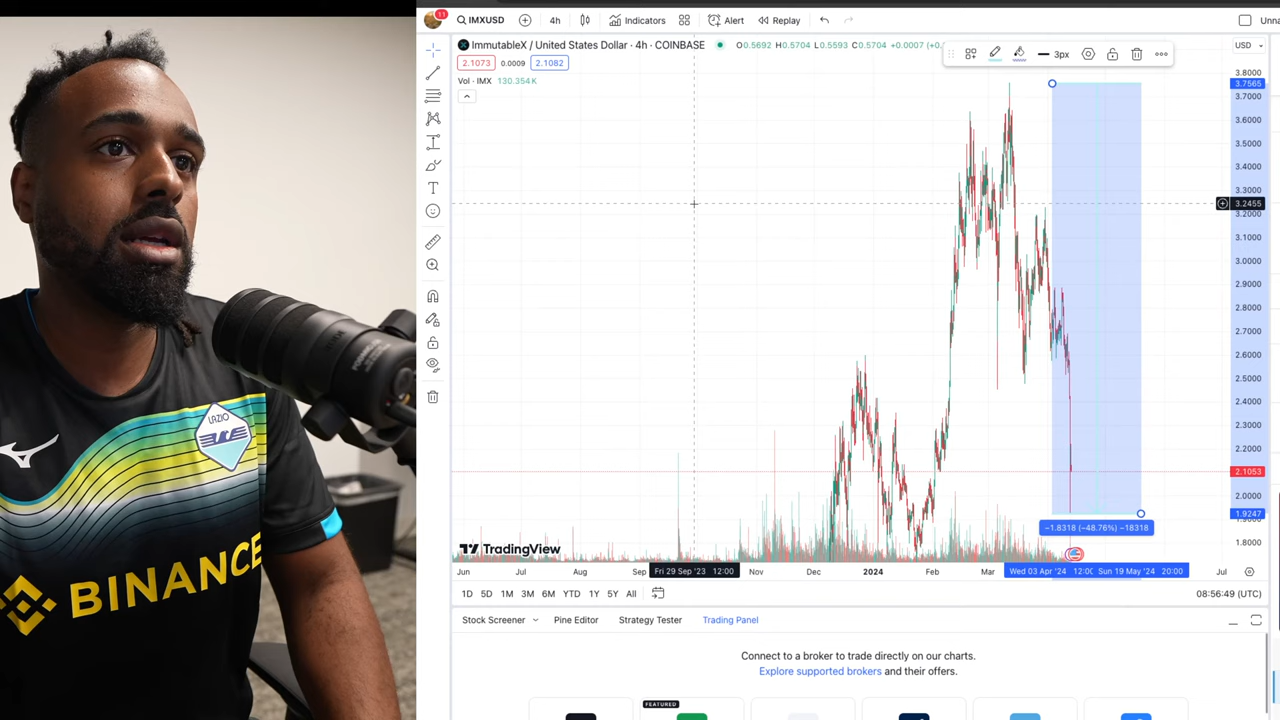 11
IMXUSD
4h
Indicators
Alert
Replay
Unna
ImmutableX / United States Dollar · 4h · COINBASE
O0.5692 H0.5704 L0.5593 C0.5704 +0.0007 (+0.
3px
USD
2.1073
0.0009
2.1082
Vol · IMX 130.354K
3.8000
3.7565
3.7000
3.6000
3.5000
3.4000
3.3000
3.2455
3.2000
3.1000
3.0000
2.9000
2.8000
2.7000
2.6000
2.5000
2.4000
2.3000
2.2000
2.1053
2.0000
1.9247
1.8000
−1.8318 (−48.76%) −18318
TradingView
Jun
Jul
Aug
Sep
Fri 29 Sep '23 12:00
Nov
Dec
2024
Feb
Mar
Wed 03 Apr '24 12:00
Sun 19 May '24 20:00
Jul
1D 5D 1M 3M 6M YTD 1Y 5Y All
08:56:49 (UTC)
Stock Screener
Pine Editor
Strategy Tester
Trading Panel
Connect to a broker to trade directly on our charts.
Explore supported brokers and their offers.
FEATURED
LAZIO
BINANCE